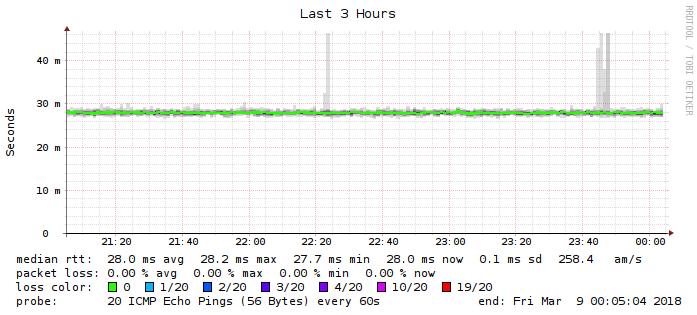 Last 3 Hours
RRDTOOL / TOBI OETIKER
Seconds
40 m
30 m
20 m
10 m
0
21:20 21:40 22:00 22:20 22:40 23:00 23:20 23:40 00:00
median rtt: 28.0 ms avg 28.2 ms max 27.7 ms min 28.0 ms now 0.1 ms sd 258.4 am/s
packet loss: 0.00 % avg 0.00 % max 0.00 % min 0.00 % now
loss color: 0 1/20 2/20 3/20 4/20 10/20 19/20
probe: 20 ICMP Echo Pings (56 Bytes) every 60s end: Fri Mar 9 00:05:04 2018